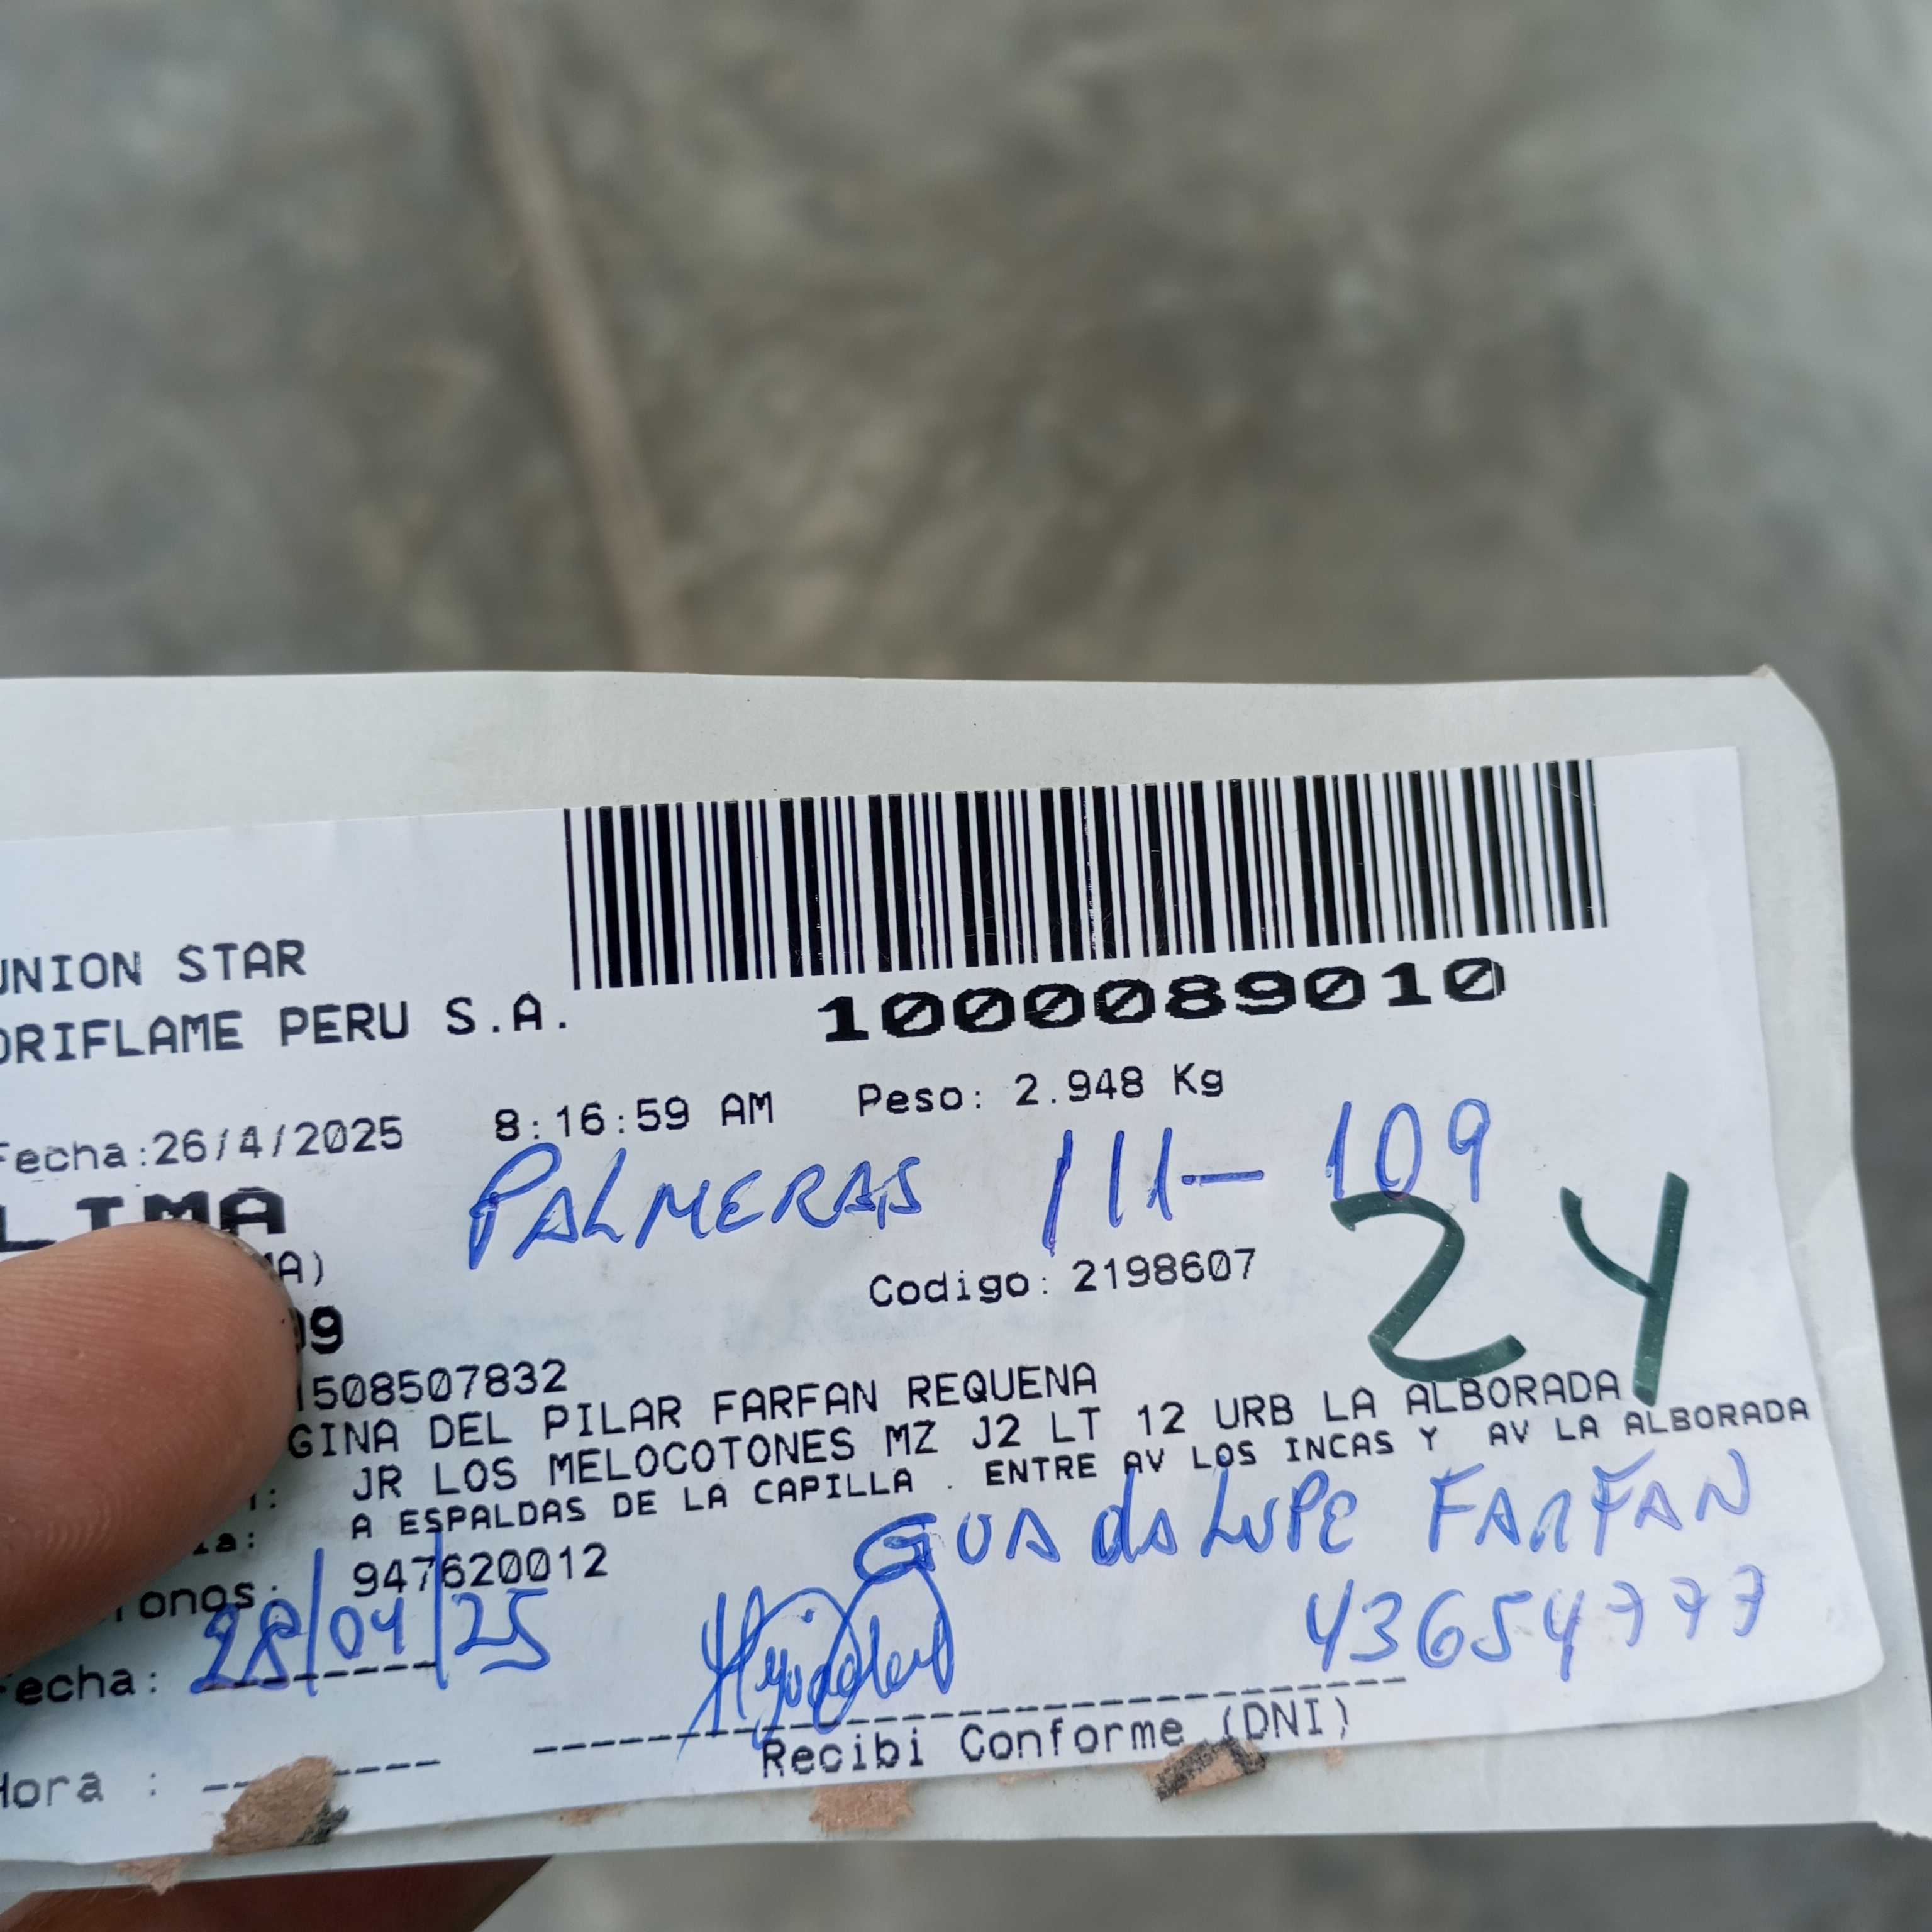 UNION STAR
ORIFLAME PERU S.A.
1000089010
Fecha:26/4/2025 8:16:59 AM Peso: 2.948 Kg
LIMA PALMERAS 111-109
A)
09 Codigo: 2198607 24
1508507832
GINA DEL PILAR FARFAN REQUENA
JR LOS MELOCOTONES MZ J2 LT 12 URB LA ALBORADA
A ESPALDAS DE LA CAPILLA . ENTRE AV LOS INCAS Y AV LA ALBORADA
fonos: 947620012 GUAdaLUPE FARFAN
Fecha: 28/04/25 43654777
Recibi Conforme (DNI)
Hora :